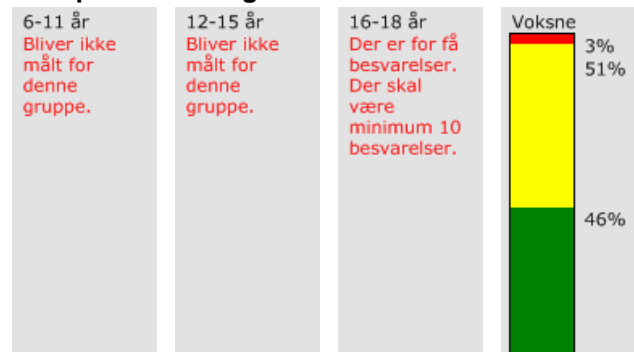 6-11 år
Bliver ikke
målt for
denne
gruppe.
12-15 år
Bliver ikke
målt for
denne
gruppe.
16-18 år
Der er for få
besvarelser.
Der skal
være
minimum 10
besvarelser.
Voksne
3%
51%
46%